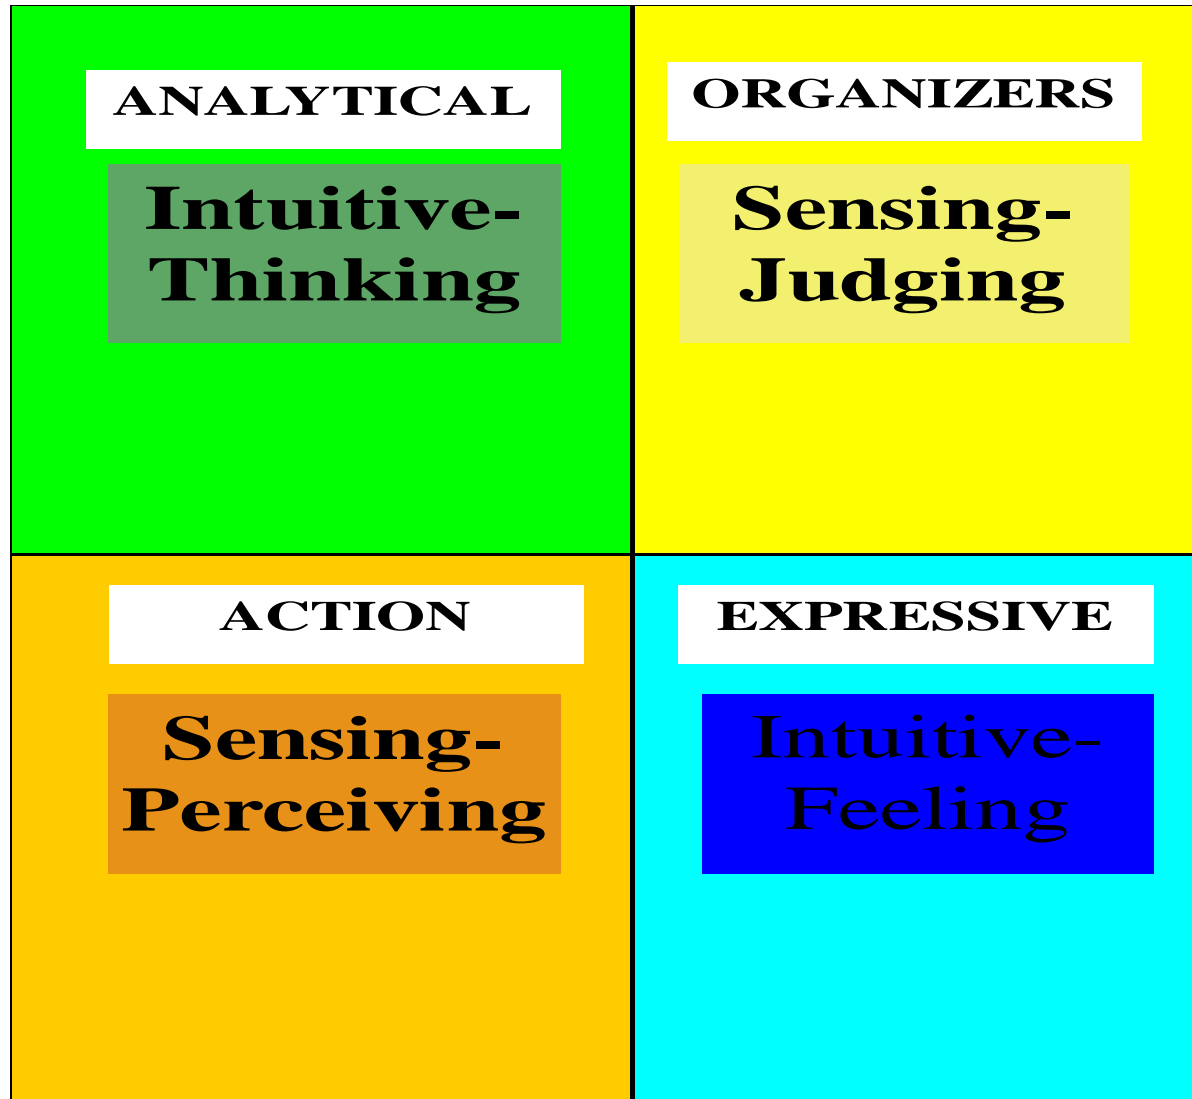 ANALYTICAL
Intuitive-
Thinking
ORGANIZERS
Sensing-
Judging
ACTION
Sensing-
Perceiving
EXPRESSIVE
Intuitive-
Feeling